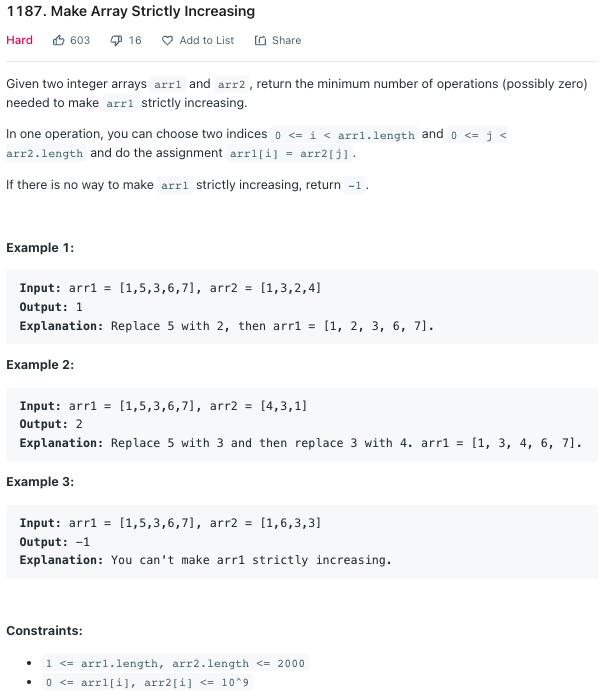 1187. Make Array Strictly Increasing
Hard 603 16 Add to List Share
Given two integer arrays arr1 and arr2 , return the minimum number of operations (possibly zero)
needed to make arr1 strictly increasing.
In one operation, you can choose two indices 0 <= i < arr1.length and 0 <= j <
arr2.length and do the assignment arr1[i] = arr2[j] .
If there is no way to make arr1 strictly increasing, return -1 .
Example 1:
Input: arr1 = [1,5,3,6,7], arr2 = [1,3,2,4]
Output: 1
Explanation: Replace 5 with 2, then arr1 = [1, 2, 3, 6, 7].
Example 2:
Input: arr1 = [1,5,3,6,7], arr2 = [4,3,1]
Output: 2
Explanation: Replace 5 with 3 and then replace 3 with 4. arr1 = [1, 3, 4, 6, 7].
Example 3:
Input: arr1 = [1,5,3,6,7], arr2 = [1,6,3,3]
Output: -1
Explanation: You can't make arr1 strictly increasing.
Constraints:
• 1 <= arr1.length, arr2.length <= 2000
• 0 <= arr1[i], arr2[i] <= 10^9